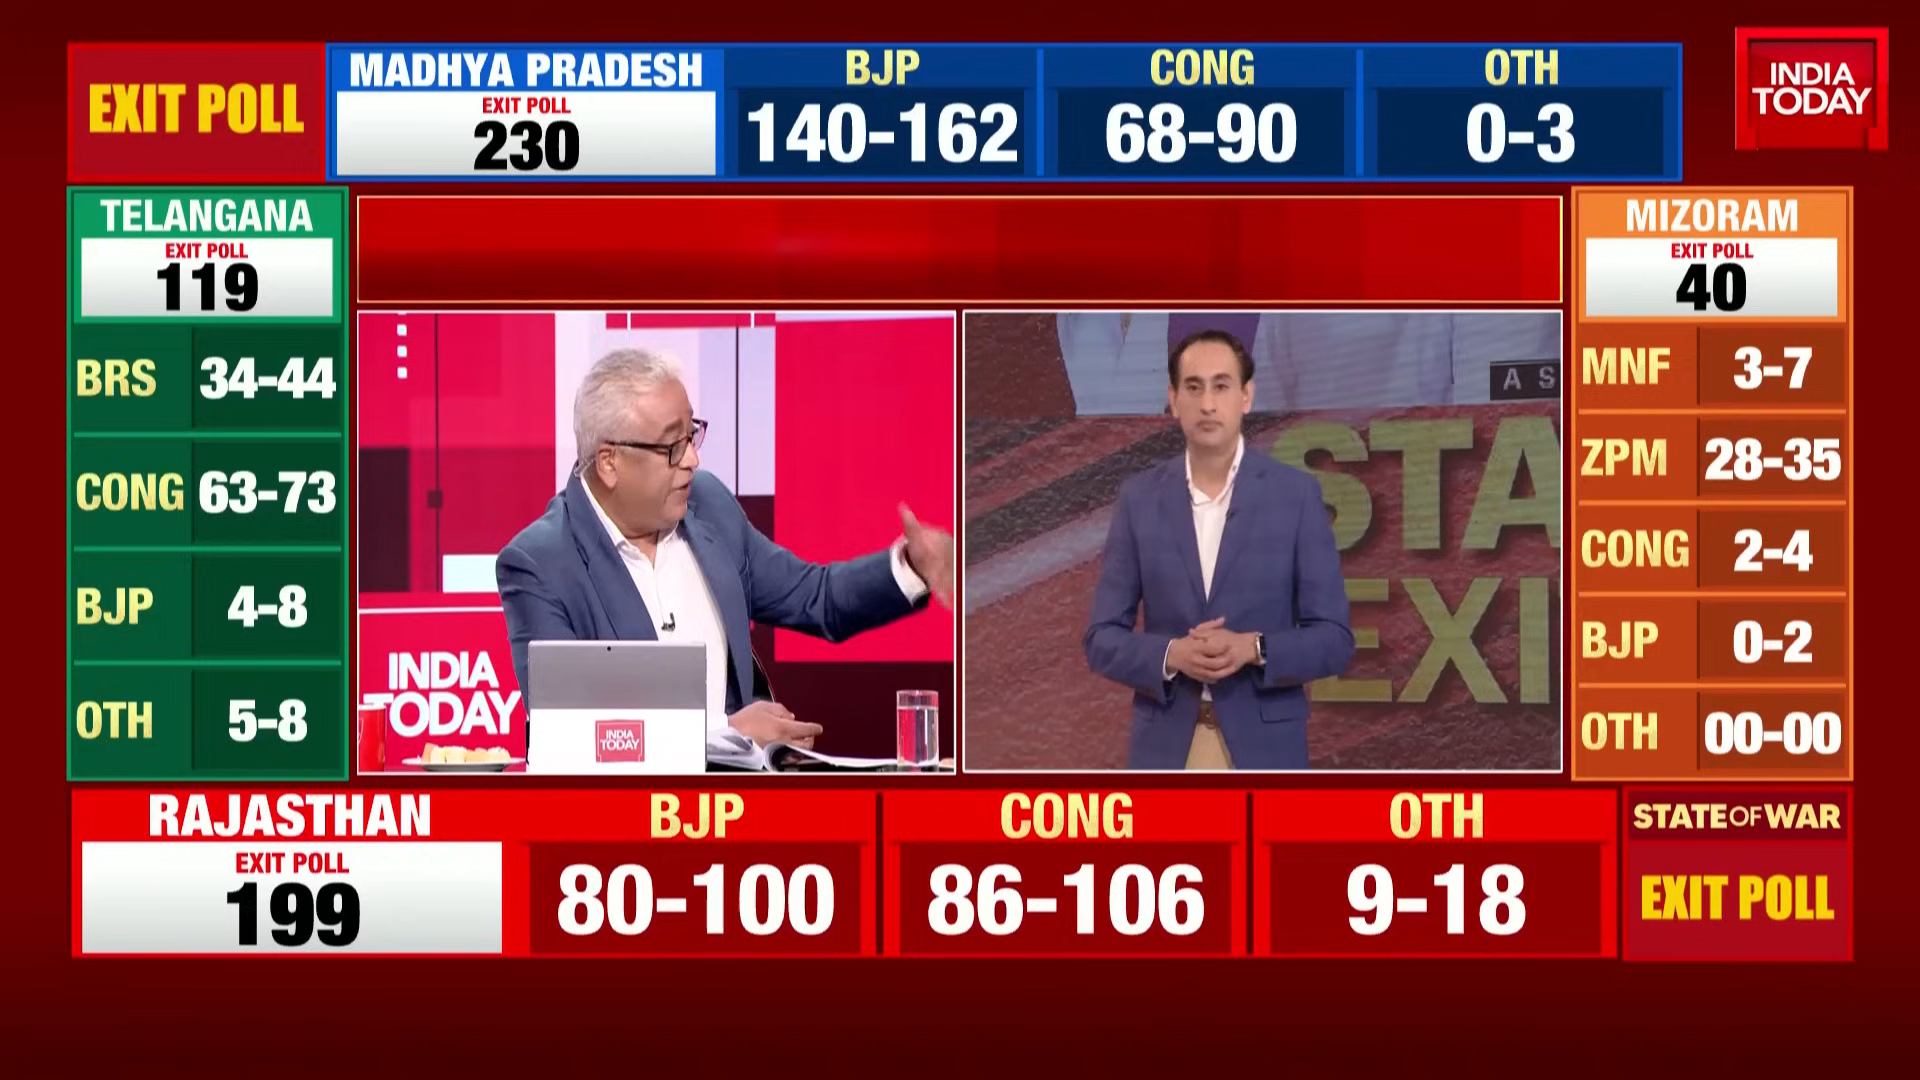 EXIT POLL
MADHYA PRADESH
EXIT POLL
230
BJP
140-162
CONG
68-90
OTH
0-3
INDIA
TODAY
TELANGANA
EXIT POLL
119
BRS 34-44
CONG 63-73
BJP 4-8
OTH 5-8
INDIA
TODAY
INDIA
TODAY
A S
STA
EXI
MIZORAM
EXIT POLL
40
MNF 3-7
ZPM 28-35
CONG 2-4
BJP 0-2
OTH 00-00
RAJASTHAN
EXIT POLL
199
BJP
80-100
CONG
86-106
OTH
9-18
STATE OF WAR
EXIT POLL